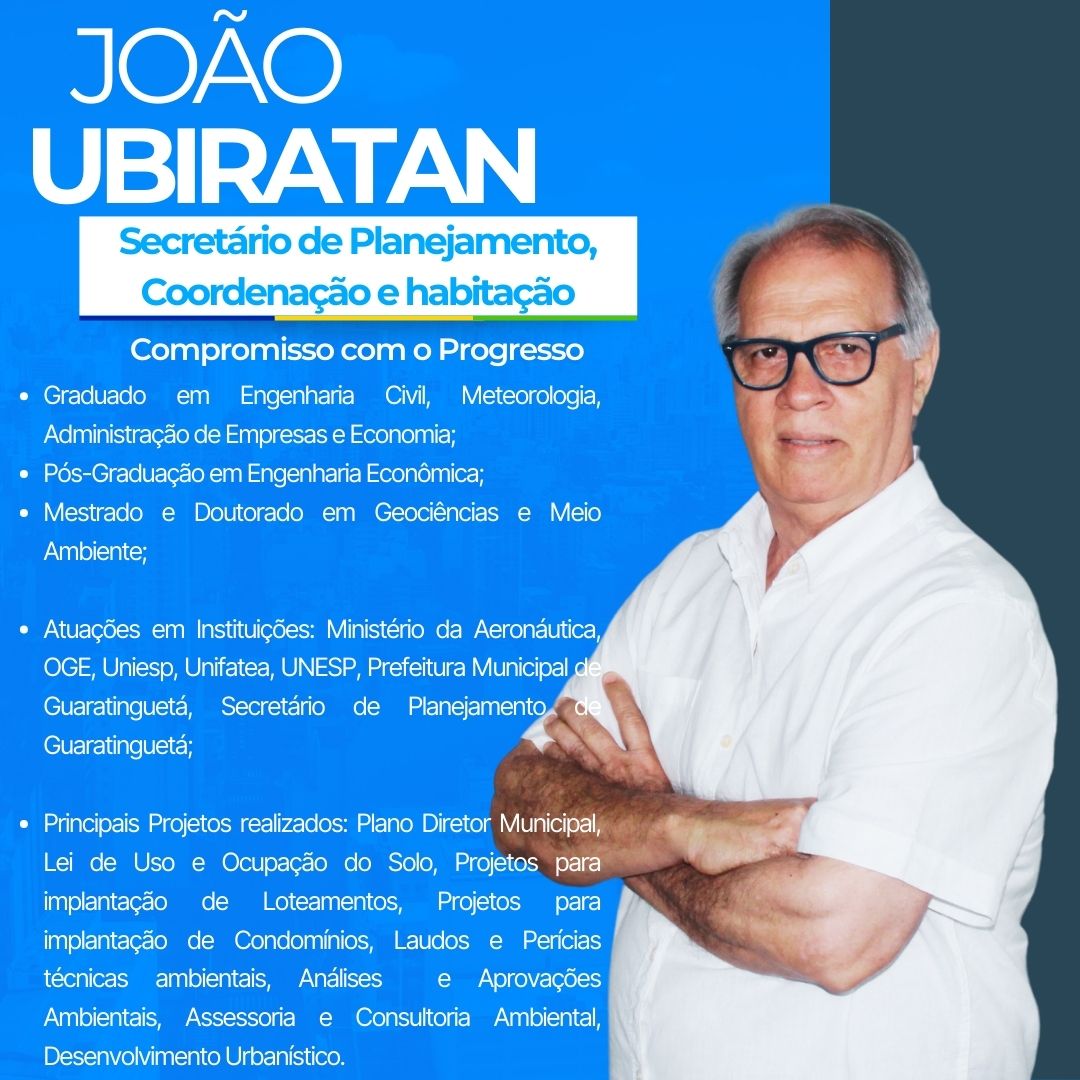 JOÃO
UBIRATAN
Secretário de Planejamento,
Coordenação e habitação
Compromisso com o Progresso
• Graduado em Engenharia Civil, Meteorologia,
Administração de Empresas e Economia;
• Pós-Graduação em Engenharia Econômica;
• Mestrado e Doutorado em Geociências e Meio
Ambiente;
• Atuações em Instituições: Ministério da Aeronáutica,
OGE, Uniesp, Unifatea, UNESP, Prefeitura Municipal de
Guaratinguetá, Secretário de Planejamento de
Guaratinguetá;
• Principais Projetos realizados: Plano Diretor Municipal,
Lei de Uso e Ocupação do Solo, Projetos para
implantação de Loteamentos, Projetos para
implantação de Condomínios, Laudos e Perícias
técnicas ambientais, Análises e Aprovações
Ambientais, Assessoria e Consultoria Ambiental,
Desenvolvimento Urbanístico.